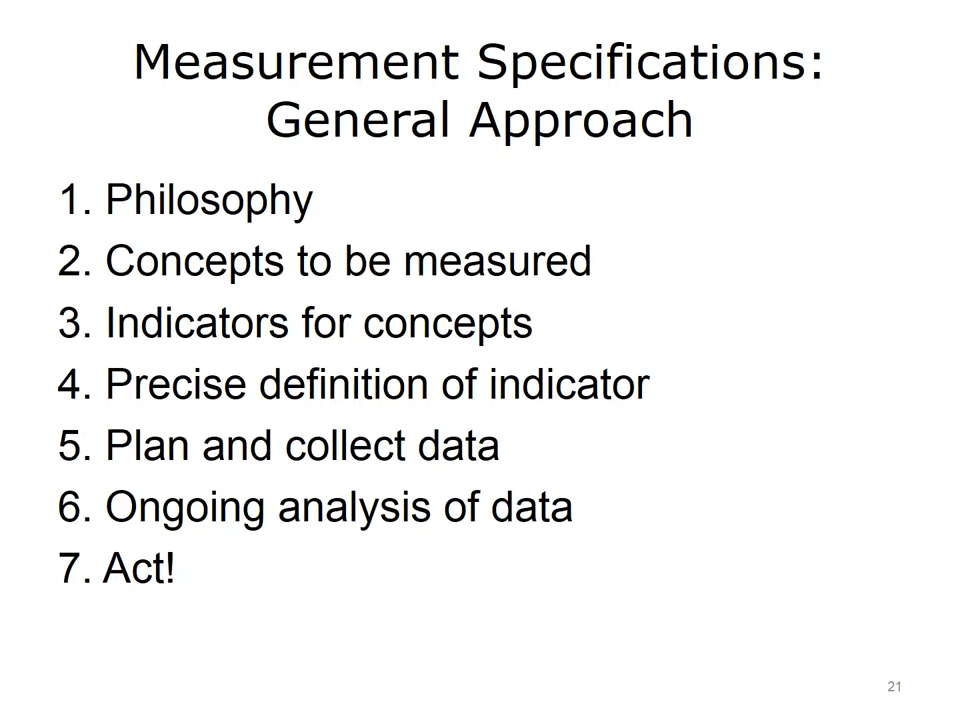 Measurement Specifications:
General Approach
1. Philosophy
2. Concepts to be measured
3. Indicators for concepts
4. Precise definition of indicator
5. Plan and collect data
6. Ongoing analysis of data
7. Act!
21